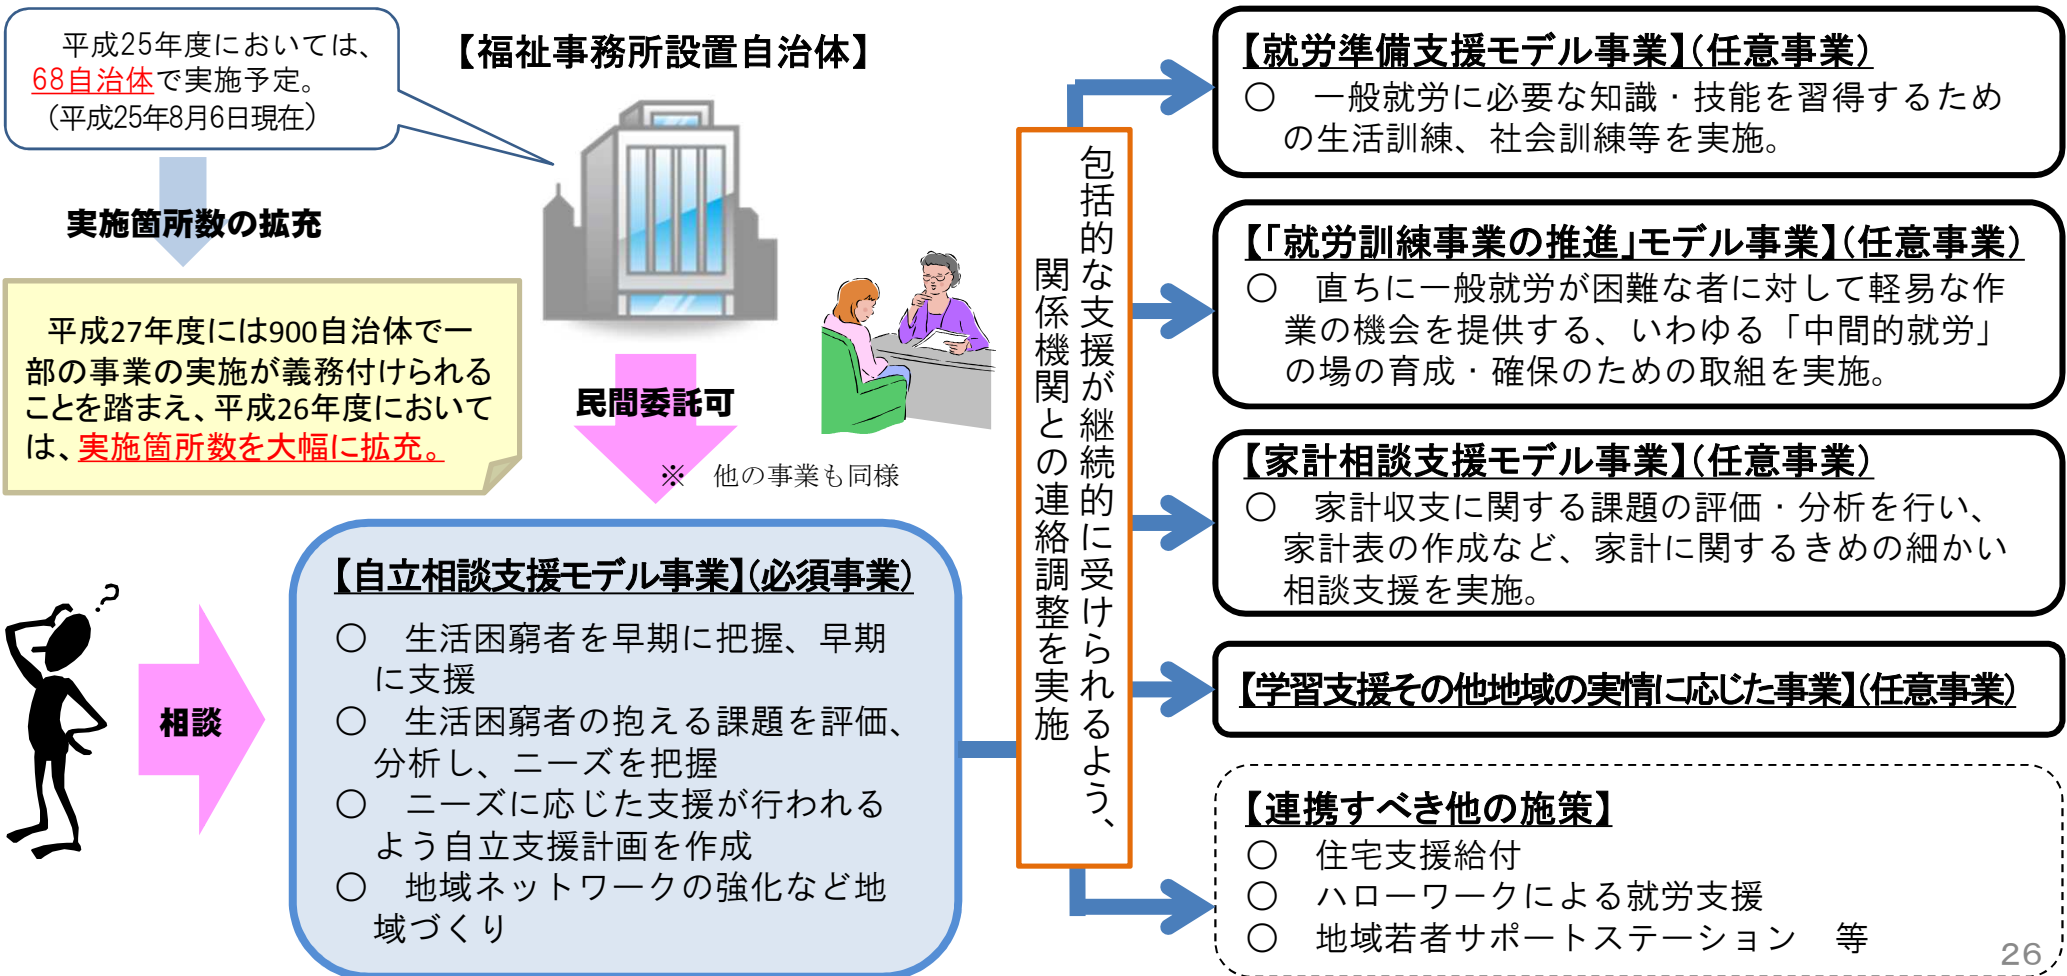 平成25年度においては、
68自治体で実施予定。
(平成25年8月6日現在)
実施箇所数の拡充
平成27年度には900自治体で一
部の事業の実施が義務付けられる
ことを踏まえ、平成26年度において
は、実施箇所数を大幅に拡充。
【福祉事務所設置自治体】
民間委託可
※ 他の事業も同様
?
相談
【自立相談支援モデル事業】(必須事業)
○ 生活困窮者を早期に把握、早期
に支援
○ 生活困窮者の抱える課題を評価、
分析し、ニーズを把握
○ ニーズに応じた支援が行われる
よう自立支援計画を作成
○ 地域ネットワークの強化など地
域づくり
包括的な支援が継続的に受けられるよう、
関係機関との連絡調整を実施
【就労準備支援モデル事業】(任意事業)
○ 一般就労に必要な知識・技能を習得するため
の生活訓練、社会訓練等を実施。
【「就労訓練事業の推進」モデル事業】(任意事業)
○ 直ちに一般就労が困難な者に対して軽易な作
業の機会を提供する、いわゆる「中間的就労」
の場の育成・確保のための取組を実施。
【家計相談支援モデル事業】(任意事業)
○ 家計収支に関する課題の評価・分析を行い、
家計表の作成など、家計に関するきめの細かい
相談支援を実施。
【学習支援その他地域の実情に応じた事業】(任意事業)
【連携すべき他の施策】
○ 住宅支援給付
○ ハローワークによる就労支援
○ 地域若者サポートステーション 等
26